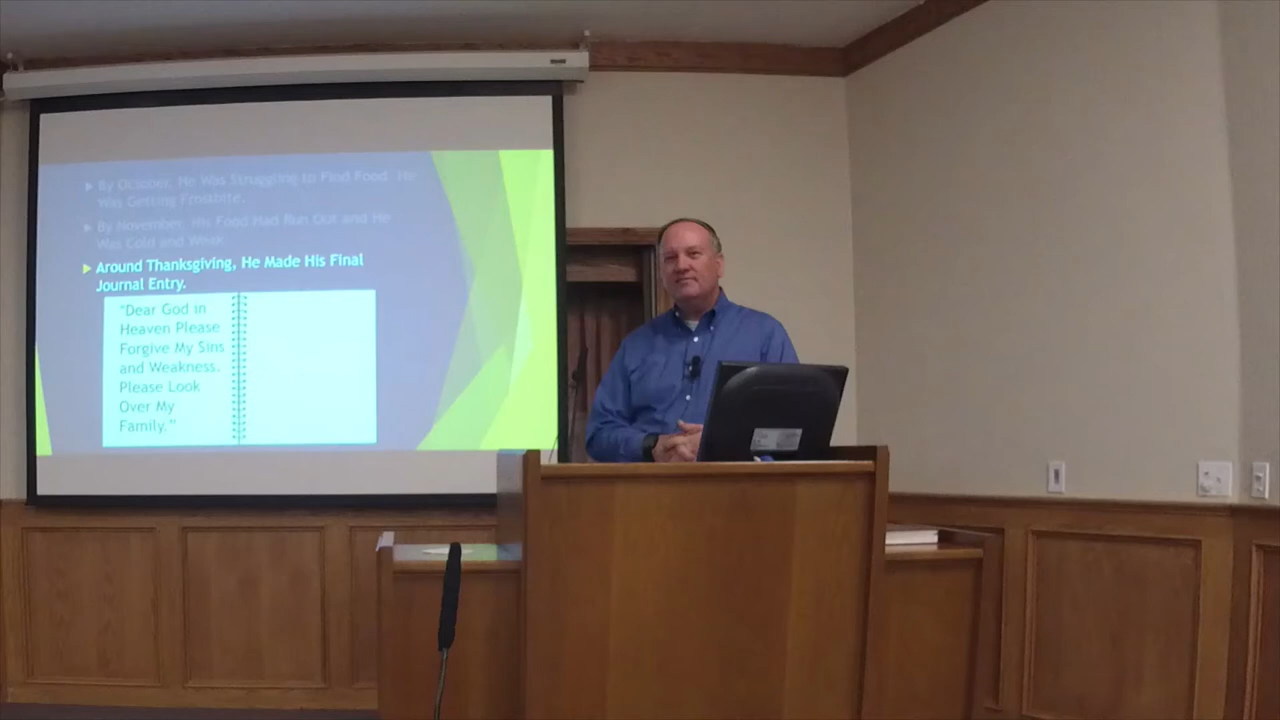 By October, He Was Struggling to Find Food. He
Was Getting Frostbite.
By November, His Food Had Run Out and He
Was Cold and Weak
Around Thanksgiving, He Made His Final
Journal Entry.
"Dear God in
Heaven Please
Forgive My Sins
and Weakness.
Please Look
Over My
Family."